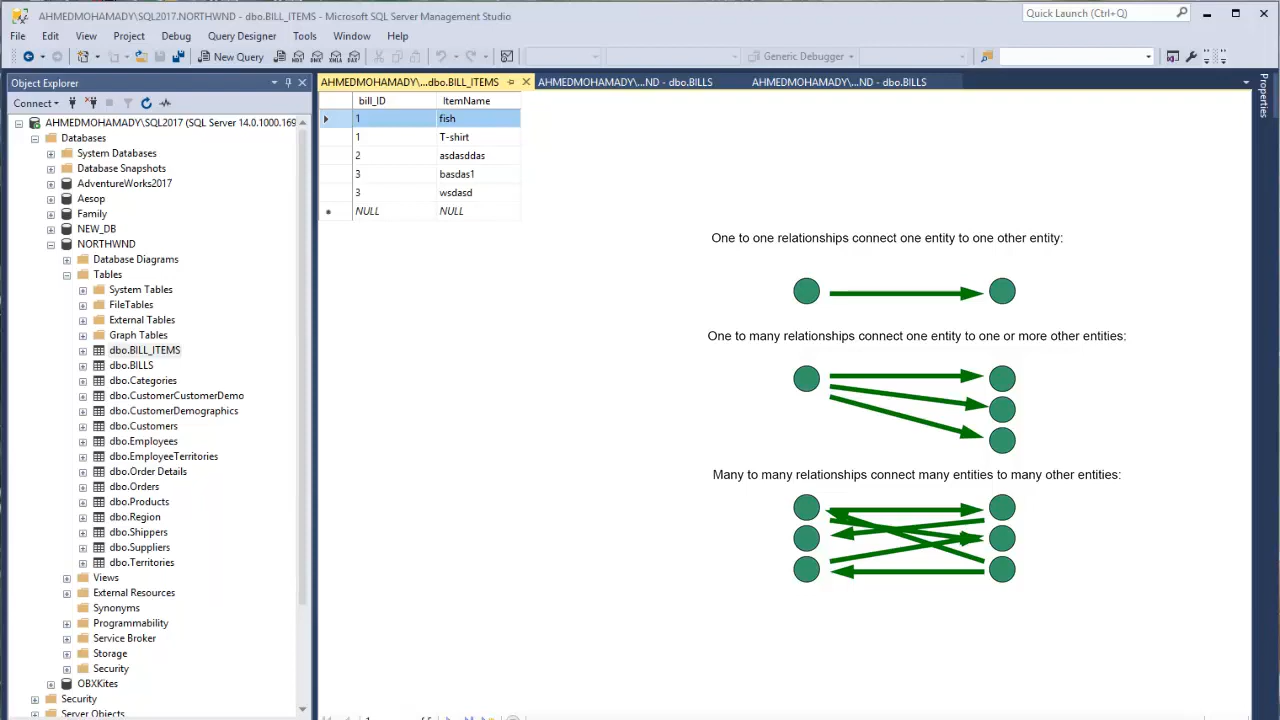 AHMEDMOHAMADY\SQL2017.NORTHWND - dbo.BILL_ITEMS - Microsoft SQL Server Management Studio
Quick Launch (Ctrl+Q)
File Edit View Project Debug Query Designer Tools Window Help
New Query
MDX DMX XMLA DAX
Generic Debugger
Object Explorer
AHMEDMOHAMADY\...dbo.BILL_ITEMS
AHMEDMOHAMADY\...ND - dbo.BILLS
AHMEDMOHAMADY\...ND - dbo.BILLS
Properties
Connect
AHMEDMOHAMADY\SQL2017 (SQL Server 14.0.1000.169
Databases
System Databases
Database Snapshots
AdventureWorks2017
Aesop
Family
NEW_DB
NORTHWND
Database Diagrams
Tables
System Tables
FileTables
External Tables
Graph Tables
dbo.BILL_ITEMS
dbo.BILLS
dbo.Categories
dbo.CustomerCustomerDemo
dbo.CustomerDemographics
dbo.Customers
dbo.Employees
dbo.EmployeeTerritories
dbo.Order Details
dbo.Orders
dbo.Products
dbo.Region
dbo.Shippers
dbo.Suppliers
dbo.Territories
Views
External Resources
Synonyms
Programmability
Service Broker
Storage
Security
OBXKites
Security
Server Objects
bill_ID ItemName
1 fish
1 T-shirt
2 asdasddas
3 basdas1
3 wsdasd
NULL NULL
One to one relationships connect one entity to one other entity:
One to many relationships connect one entity to one or more other entities:
Many to many relationships connect many entities to many other entities: